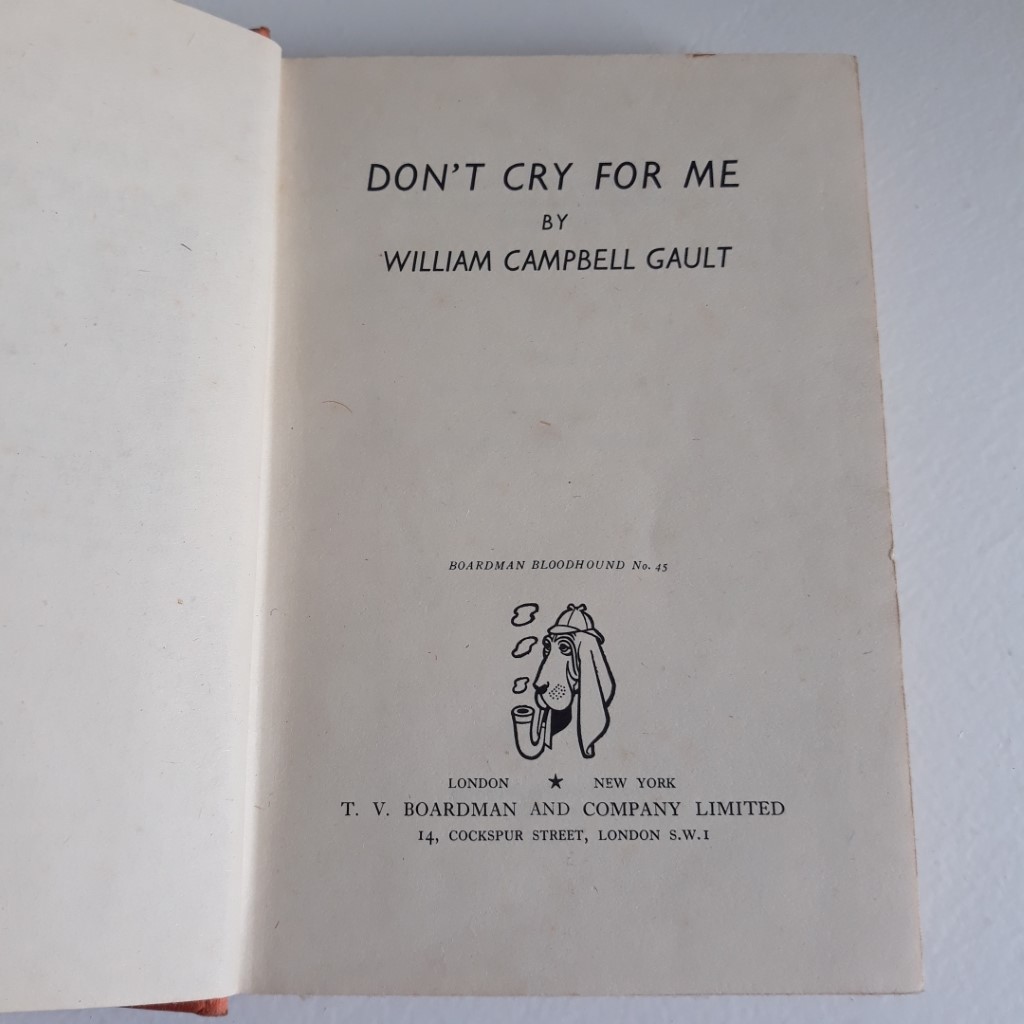 DON'T CRY FOR ME
BY
WILLIAM CAMPBELL GAULT
BOARDMAN BLOODHOUND No. 45
LONDON ★ NEW YORK
T. V. BOARDMAN AND COMPANY LIMITED
14, COCKSPUR STREET, LONDON S.W.1